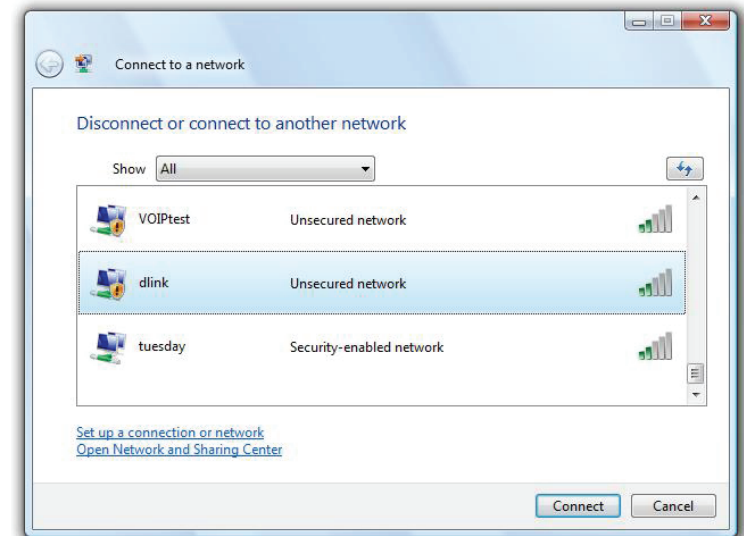 Connect to a network
Disconnect or connect to another network
Show All
VOIPtest Unsecured network
dlink Unsecured network
tuesday Security-enabled network
Set up a connection or network
Open Network and Sharing Center
Connect Cancel